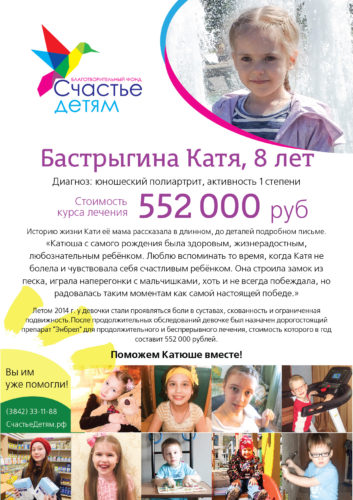 БЛАГОТВОРИТЕЛЬНЫЙ ФОНД
Счастье
детям
Бастрыгина Катя, 8 лет
Диагноз: юношеский полиартрит, активность 1 степени
Стоимость
курса лечения 552 000 руб
Историю жизни Кати её мама рассказала в длинном, до деталей подробном письме.
«Катюша с самого рождения была здоровым, жизнерадостным,
любознательным ребёнком. Люблю вспоминать то время, когда Катя не
болела и чувствовала себя счастливым ребёнком. Она строила замок из
песка, играла наперегонки с мальчишками, хоть и не всегда побеждала, но
радовалась таким моментам как самой настоящей победе.»
Летом 2014 г. у девочки стали проявляться боли в суставах, скованность и ограниченная
подвижность.После продолжительных обследований девочке был назначен дорогостоящий
препарат "Энбрел" для продолжительного и беспрерывного лечения, стоимость которого в год
составит 552 000 рублей.
Поможем Катюше вместе!
Вы им
уже помогли!
(3842) 33-11-88
СчастьеДетям.рф